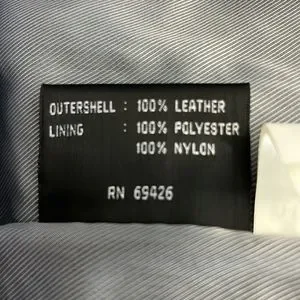 OUTERSHELL : 100% LEATHER
LINING : 100% POLYESTER
100% NYLON
RN 69426